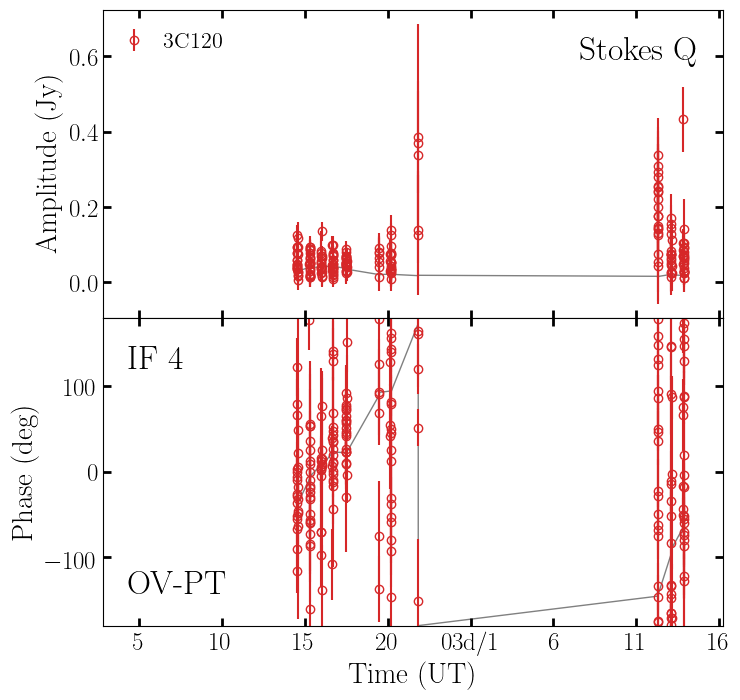 3C120
Stokes Q
0.6
0.4
0.2
0.0
Amplitude (Jy)
IF 4
100
0
−100
Phase (deg)
OV-PT
5 10 15 20 03d/1 6 11 16
Time (UT)